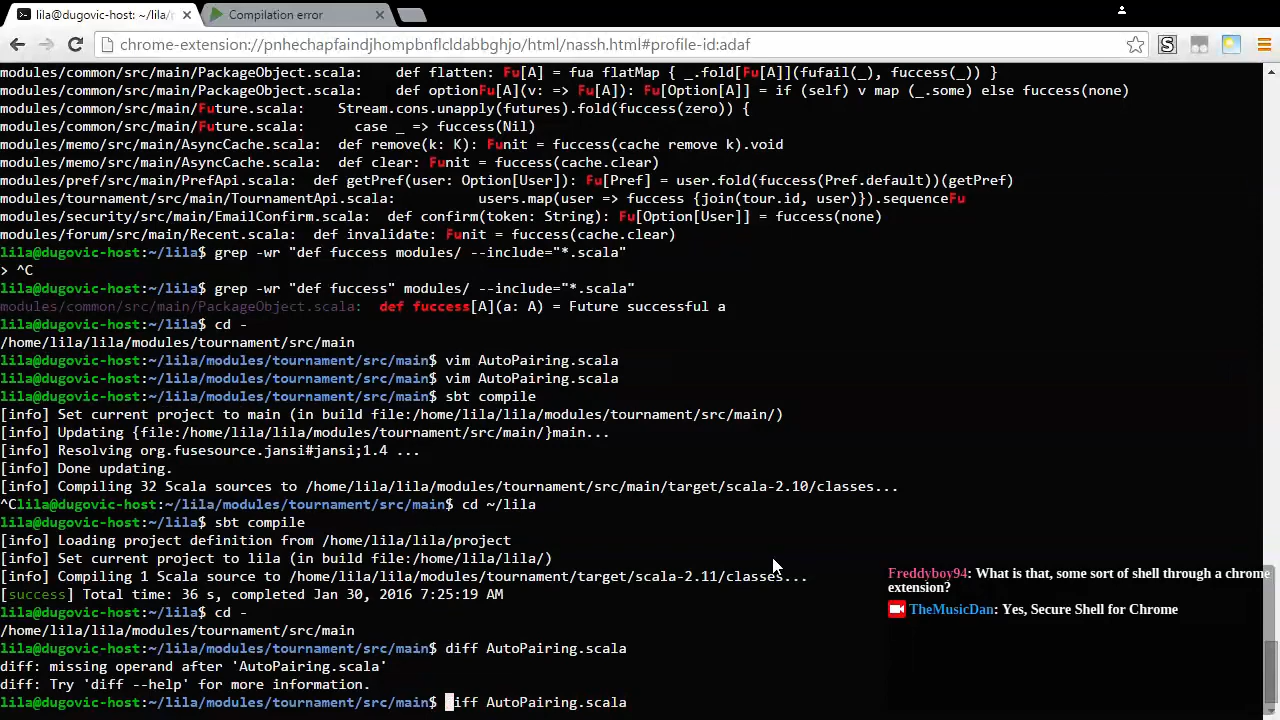 lila@dugovic-host: ~/lila/m
Compilation error
chrome-extension://pnhechapfaindjhompbnflcldabbghjo/html/nassh.html#profile-id:adaf
modules/common/src/main/PackageObject.scala:    def flatten: Fu[A] = fua flatMap { _.fold[Fu[A]](fufail(_), fuccess(_)) }
modules/common/src/main/PackageObject.scala:    def optionFu[A](v: => Fu[A]): Fu[Option[A]] = if (self) v map (_.some) else fuccess(none)
modules/common/src/main/Future.scala:    Stream.cons.unapply(futures).fold(fuccess(zero)) {
modules/common/src/main/Future.scala:      case _ => fuccess(Nil)
modules/memo/src/main/AsyncCache.scala:  def remove(k: K): Funit = fuccess(cache remove k).void
modules/memo/src/main/AsyncCache.scala:  def clear: Funit = fuccess(cache.clear)
modules/pref/src/main/PrefApi.scala:  def getPref(user: Option[User]): Fu[Pref] = user.fold(fuccess(Pref.default))(getPref)
modules/tournament/src/main/TournamentApi.scala:        users.map(user => fuccess {join(tour.id, user)}).sequenceFu
modules/security/src/main/EmailConfirm.scala:  def confirm(token: String): Fu[Option[User]] = fuccess(none)
modules/forum/src/main/Recent.scala:  def invalidate: Funit = fuccess(cache.clear)
lila@dugovic-host:~/lila$ grep -wr "def fuccess modules/ --include="*.scala"
> ^C
lila@dugovic-host:~/lila$ grep -wr "def fuccess" modules/ --include="*.scala"
modules/common/src/main/PackageObject.scala:  def fuccess[A](a: A) = Future successful a
lila@dugovic-host:~/lila$ cd -
/home/lila/lila/modules/tournament/src/main
lila@dugovic-host:~/lila/modules/tournament/src/main$ vim AutoPairing.scala
lila@dugovic-host:~/lila/modules/tournament/src/main$ vim AutoPairing.scala
lila@dugovic-host:~/lila/modules/tournament/src/main$ sbt compile
[info] Set current project to main (in build file:/home/lila/lila/modules/tournament/src/main/)
[info] Updating {file:/home/lila/lila/modules/tournament/src/main/}main...
[info] Resolving org.fusesource.jansi#jansi;1.4 ...
[info] Done updating.
[info] Compiling 32 Scala sources to /home/lila/lila/modules/tournament/src/main/target/scala-2.10/classes...
^Clila@dugovic-host:~/lila/modules/tournament/src/main$ cd ~/lila
lila@dugovic-host:~/lila$ sbt compile
[info] Loading project definition from /home/lila/lila/project
[info] Set current project to lila (in build file:/home/lila/lila/)
[info] Compiling 1 Scala source to /home/lila/lila/modules/tournament/target/scala-2.11/classes...
[success] Total time: 36 s, completed Jan 30, 2016 7:25:19 AM
lila@dugovic-host:~/lila$ cd -
/home/lila/lila/modules/tournament/src/main
lila@dugovic-host:~/lila/modules/tournament/src/main$ diff AutoPairing.scala
diff: missing operand after 'AutoPairing.scala'
diff: Try 'diff --help' for more information.
lila@dugovic-host:~/lila/modules/tournament/src/main$ diff AutoPairing.scala
Freddyboy94: What is that, some sort of shell through a chrome
extension?
TheMusicDan: Yes, Secure Shell for Chrome